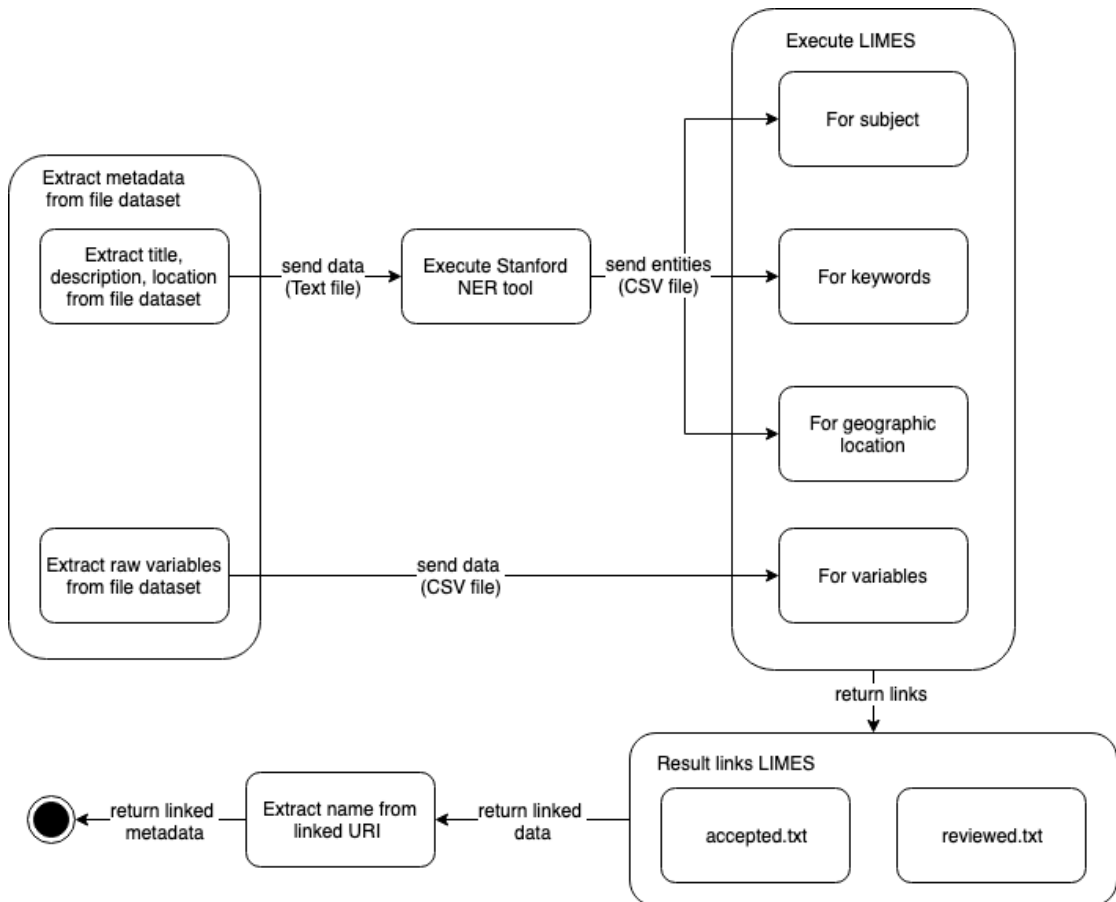 Execute LIMES
For subject
Extract metadata
from file dataset
Extract title,
description, location
from file dataset
send data
(Text file)
Execute Stanford
NER tool
send entities
(CSV file)
For keywords
For geographic
location
Extract raw variables
from file dataset
send data
(CSV file)
For variables
return links
Result links LIMES
accepted.txt
reviewed.txt
return linked
data
Extract name from
linked URI
return linked
metadata